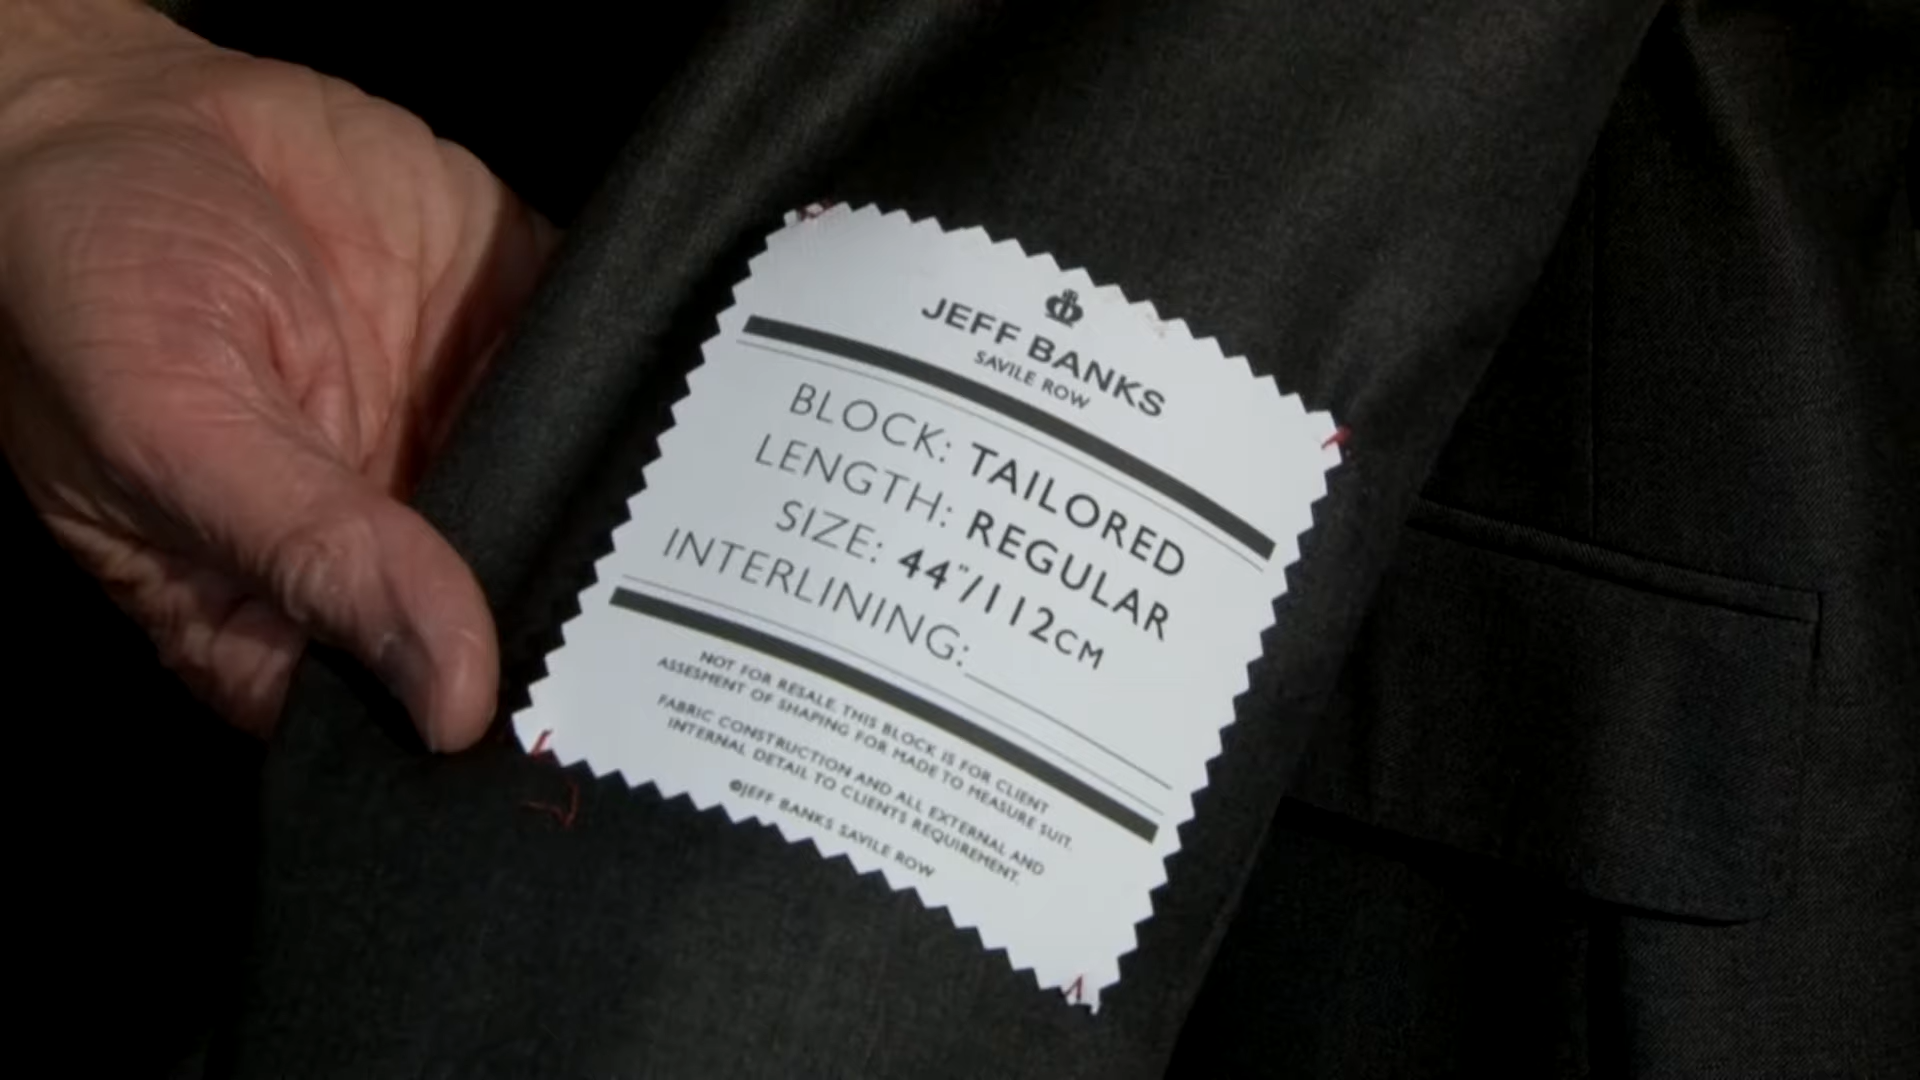 JEFF BANKS
SAVILE ROW
BLOCK: TAILORED
LENGTH: REGULAR
SIZE: 44"/112CM
INTERLINING:
NOT FOR RESALE. THIS BLOCK IS FOR CLIENT
ASSESMENT OF SHAPING FOR MADE TO MEASURE SUIT.
FABRIC CONSTRUCTION AND ALL EXTERNAL AND
INTERNAL DETAIL TO CLIENTS REQUIREMENT.
©JEFF BANKS SAVILE ROW